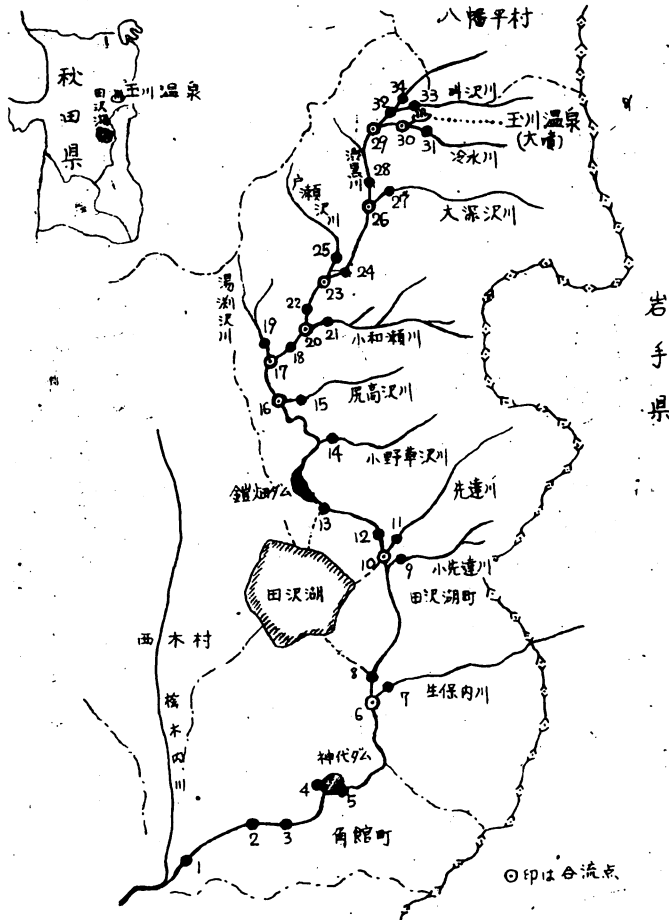 八幡平村
秋田県
田沢湖
玉川温泉
34
33
叫沢川
32
玉川温泉
(大噴)
29
30
31
冷水川
渋黒川
28
27
26
大深沢川
戸瀬沢川
25
24
23
湯渕沢川
22
21
20
小和瀬川
19
18
17
岩手県
16
15
尻高沢川
14
小野草沢川
先達川
鎧畑ダム
13
12
11
10
9
小先達川
田沢湖
田沢湖町
西木村
8
7
生保内川
6
桧木内川
神代ダム
4
5
2
3
角館町
1
◎印は合流点